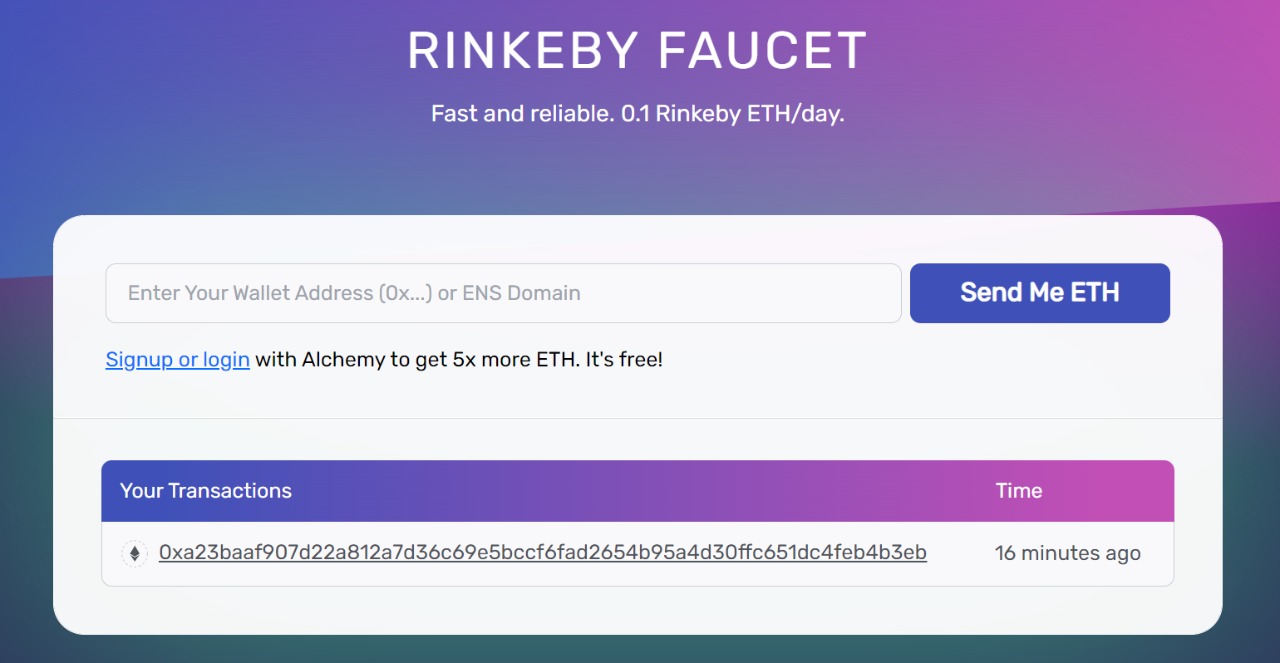 RINKEBY FAUCET
Fast and reliable. 0.1 Rinkeby ETH/day.
Enter Your Wallet Address (0x...) or ENS Domain
Send Me ETH
Signup or login with Alchemy to get 5x more ETH. It's free!
Your Transactions
Time
0xa23baaf907d22a812a7d36c69e5bccf6fad2654b95a4d30ffc651dc4feb4b3eb
16 minutes ago